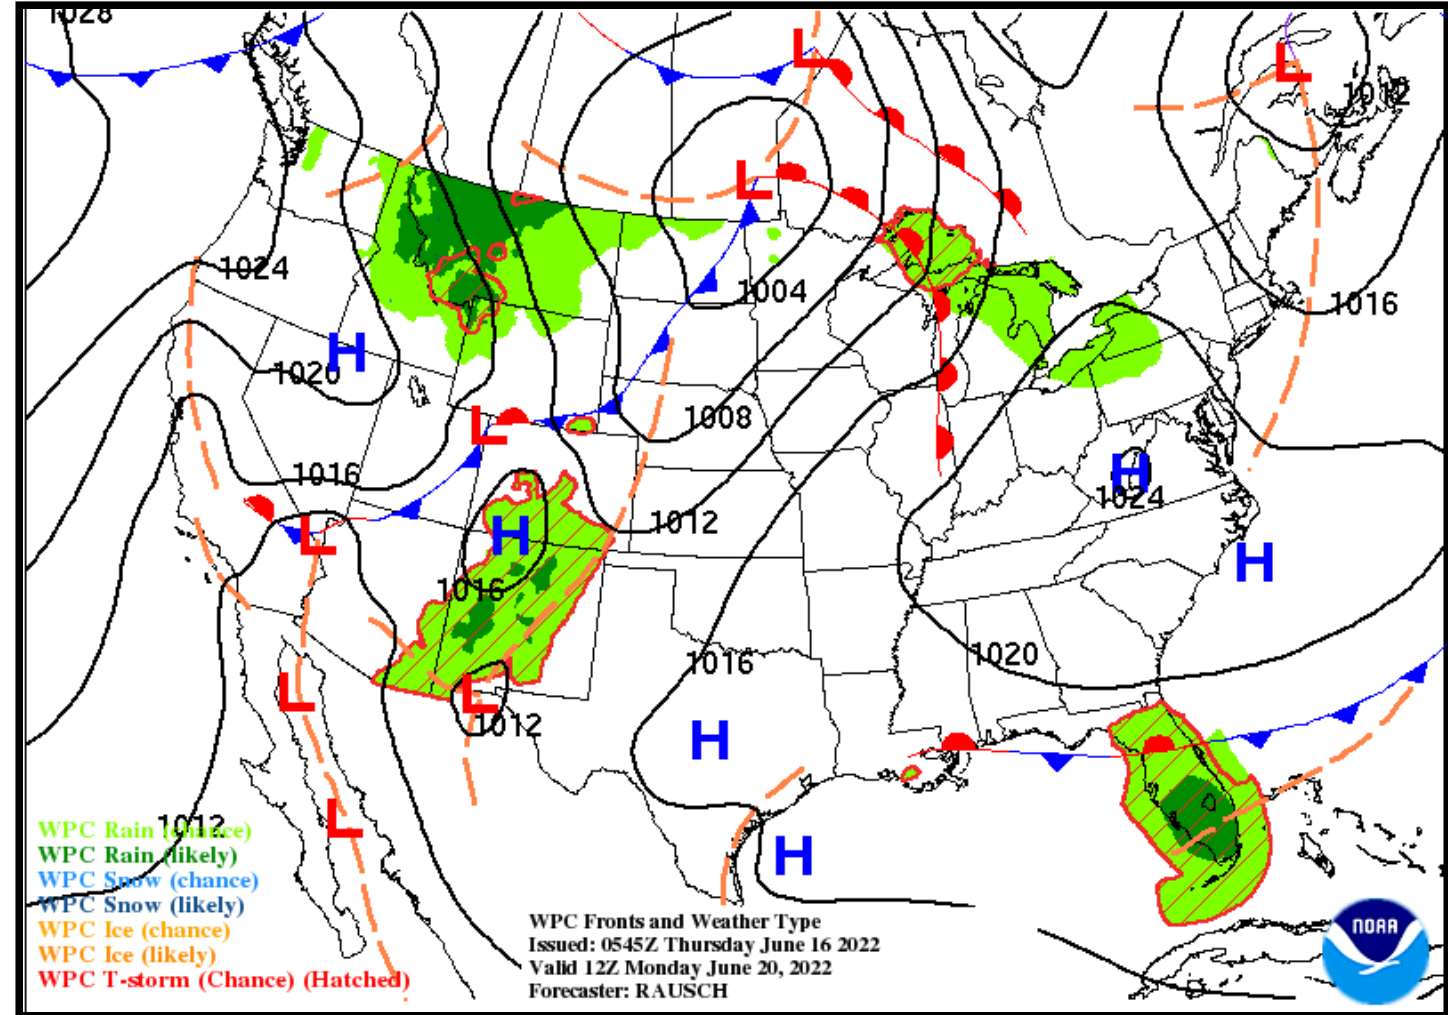 1028
L
L
L
1012
1024
1016
1004
H
1020
1008
L
1016
H
1024
1012
L
H
H
1016
1016
1020
L
L
1012
H
L
1012
H
WPC Rain (chance)
WPC Rain (likely)
WPC Snow (chance)
WPC Snow (likely)
WPC Ice (chance)
WPC Ice (likely)
WPC T-storm (Chance) (Hatched)
WPC Fronts and Weather Type
Issued: 0545Z Thursday June 16 2022
Valid 12Z Monday June 20, 2022
Forecaster: RAUSCH
NOAA